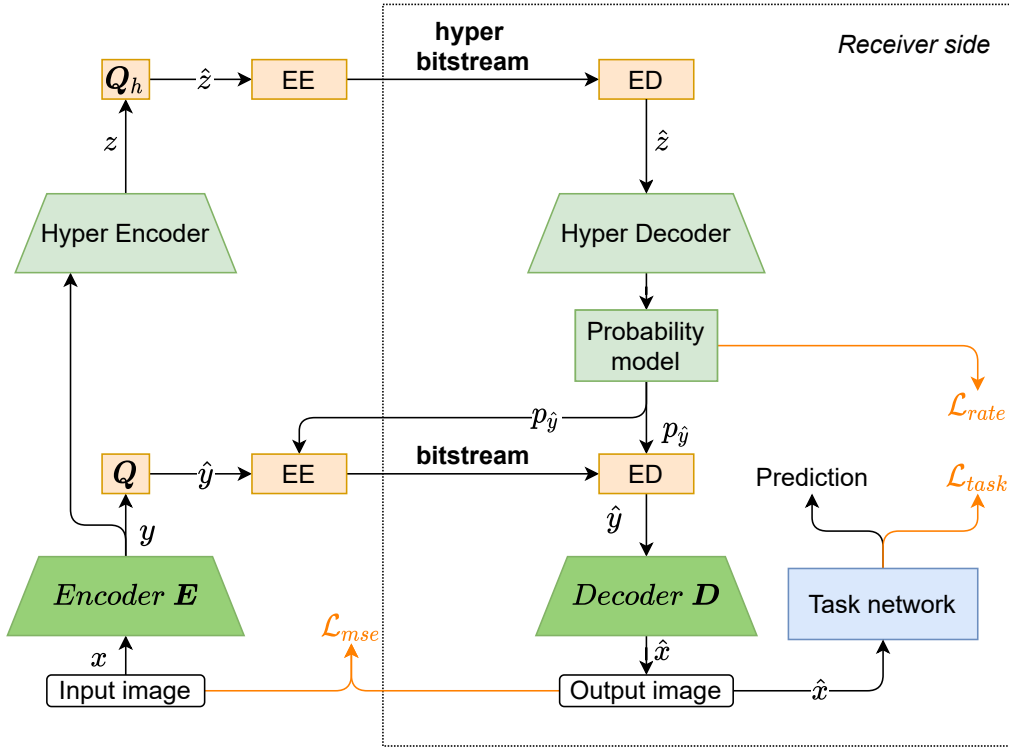 hyper
bitstream
Receiver side
Q_h
ẑ
EE
ED
z
ẑ
Hyper Encoder
Hyper Decoder
Probability
model
ℒ_rate
p_ŷ
p_ŷ
Q
ŷ
EE
bitstream
ED
Prediction
ℒ_task
y
ŷ
Encoder E
Decoder D
Task network
ℒ_mse
x
x̂
Input image
Output image
x̂